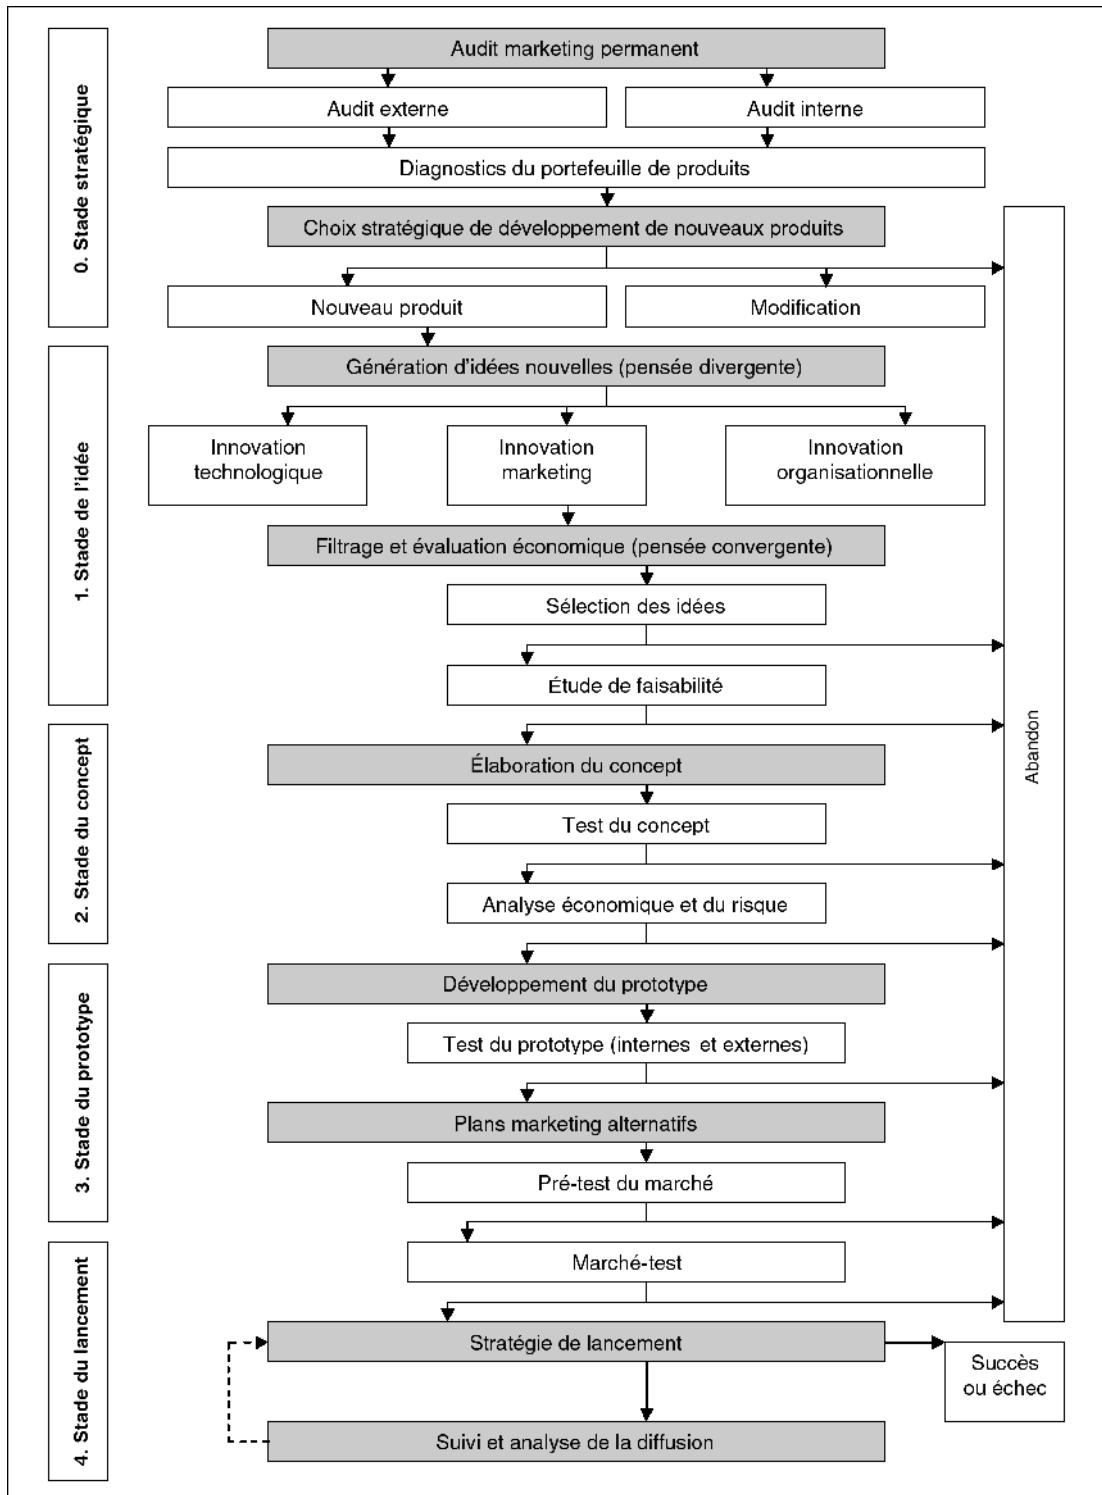 0. Stade stratégique
Audit marketing permanent
Audit externe
Audit interne
Diagnostics du portefeuille de produits
Choix stratégique de développement de nouveaux produits
Nouveau produit
Modification
Abandon
1. Stade de l'idée
Génération d'idées nouvelles (pensée divergente)
Innovation
technologique
Innovation
marketing
Innovation
organisationnelle
Filtrage et évaluation économique (pensée convergente)
Sélection des idées
Étude de faisabilité
2. Stade du concept
Élaboration du concept
Test du concept
Analyse économique et du risque
3. Stade du prototype
Développement du prototype
Test du prototype (internes et externes)
Plans marketing alternatifs
Pré-test du marché
4. Stade du lancement
Marché-test
Stratégie de lancement
Succès
ou échec
Suivi et analyse de la diffusion